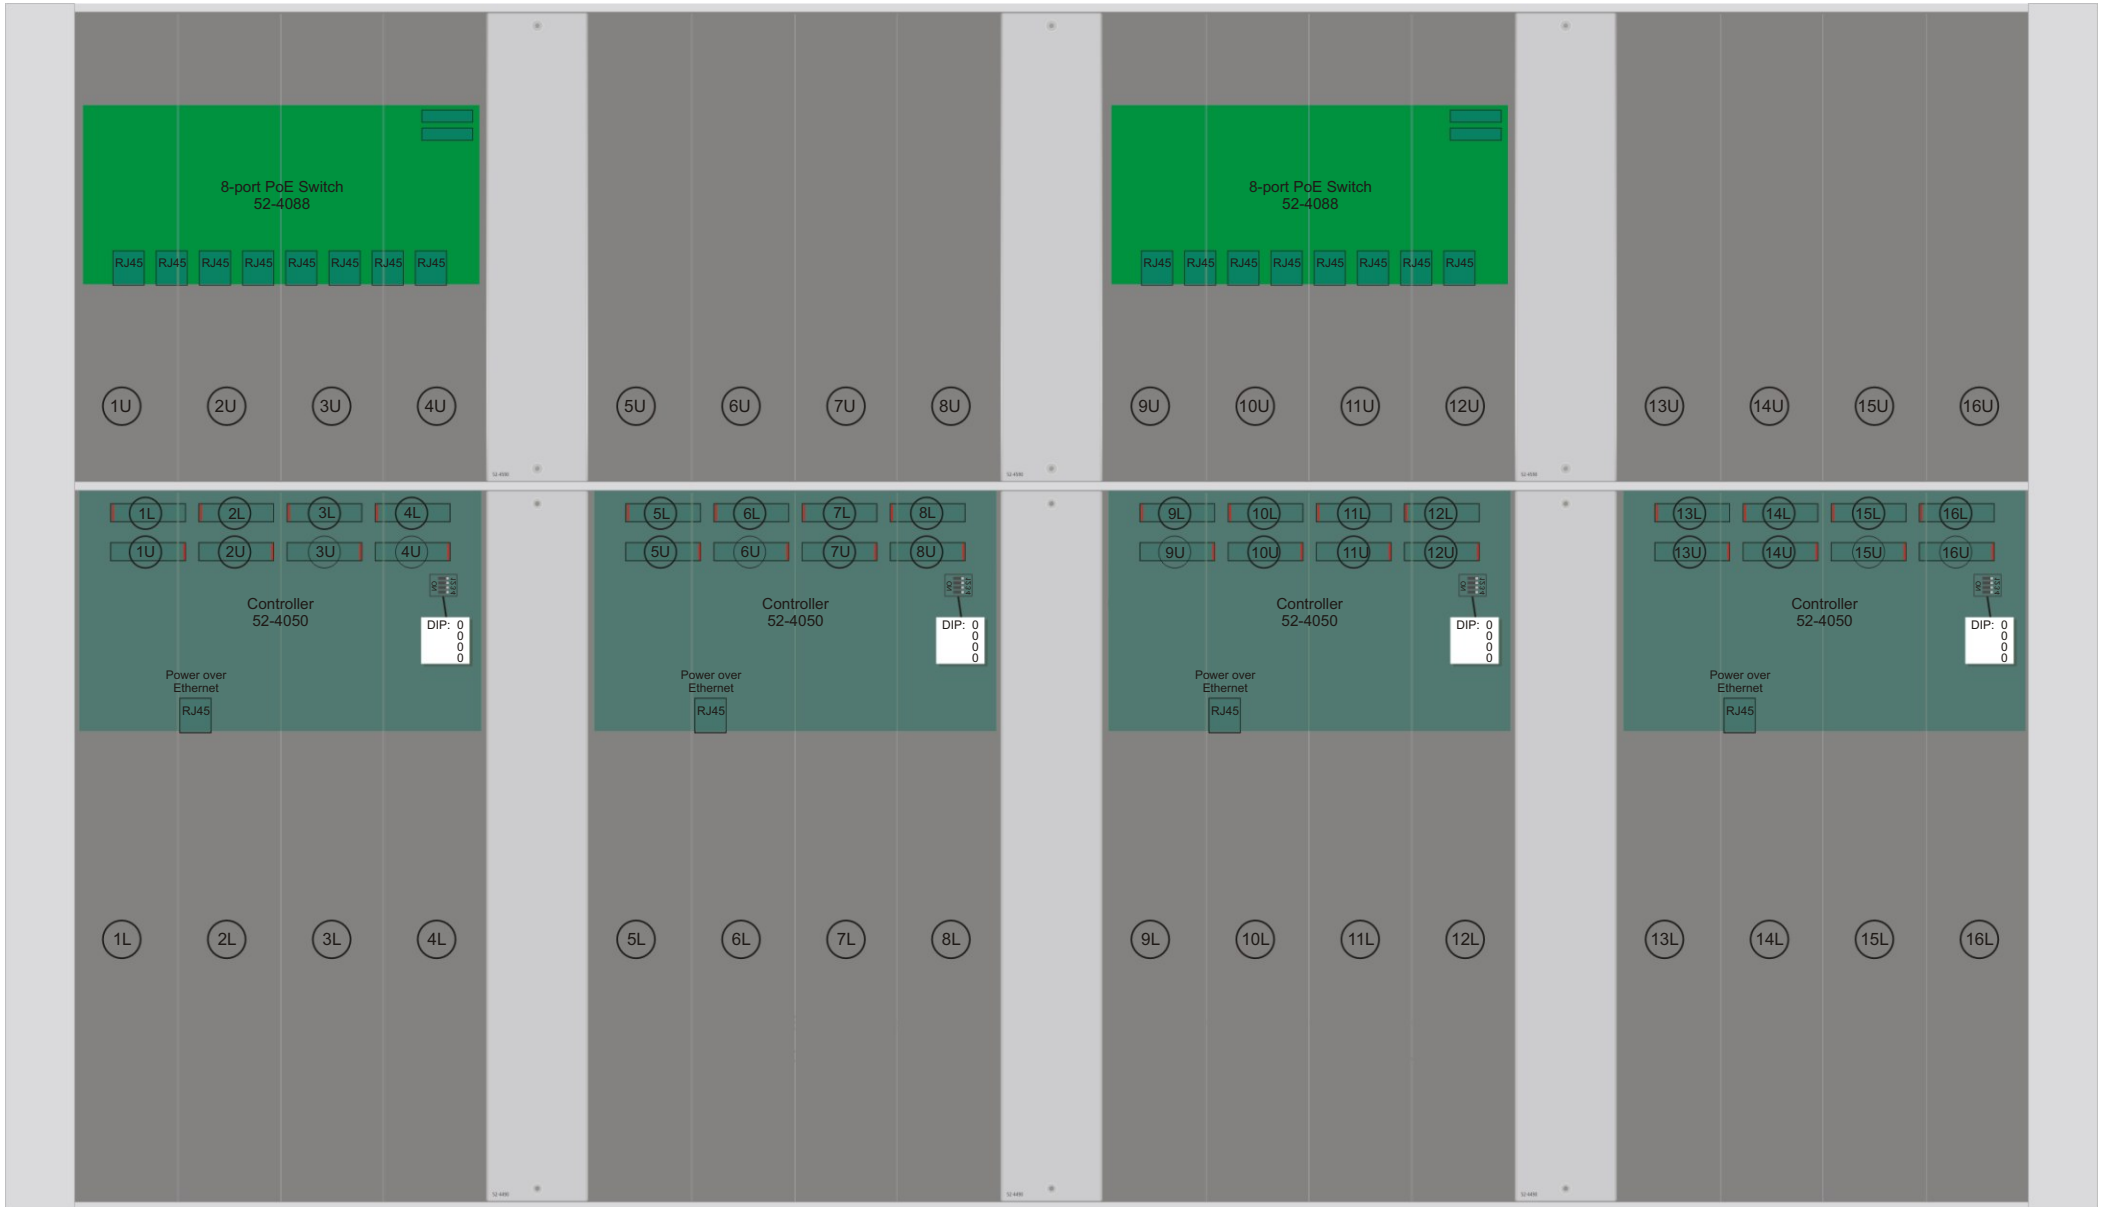 8-port PoE Switch
52-4088
RJ45 RJ45 RJ45 RJ45 RJ45 RJ45 RJ45 RJ45
8-port PoE Switch
52-4088
RJ45 RJ45 RJ45 RJ45 RJ45 RJ45 RJ45 RJ45
1U 2U 3U 4U 5U 6U 7U 8U 9U 10U 11U 12U 13U 14U 15U 16U
1L 2L 3L 4L
1U 2U 3U 4U
Controller
52-4050
DIP: 0
0
0
0
Power over
Ethernet
RJ45
5L 6L 7L 8L
5U 6U 7U 8U
Controller
52-4050
DIP: 0
0
0
0
Power over
Ethernet
RJ45
9L 10L 11L 12L
9U 10U 11U 12U
Controller
52-4050
DIP: 0
0
0
0
Power over
Ethernet
RJ45
13L 14L 15L 16L
13U 14U 15U 16U
Controller
52-4050
DIP: 0
0
0
0
Power over
Ethernet
RJ45
1L 2L 3L 4L 5L 6L 7L 8L 9L 10L 11L 12L 13L 14L 15L 16L